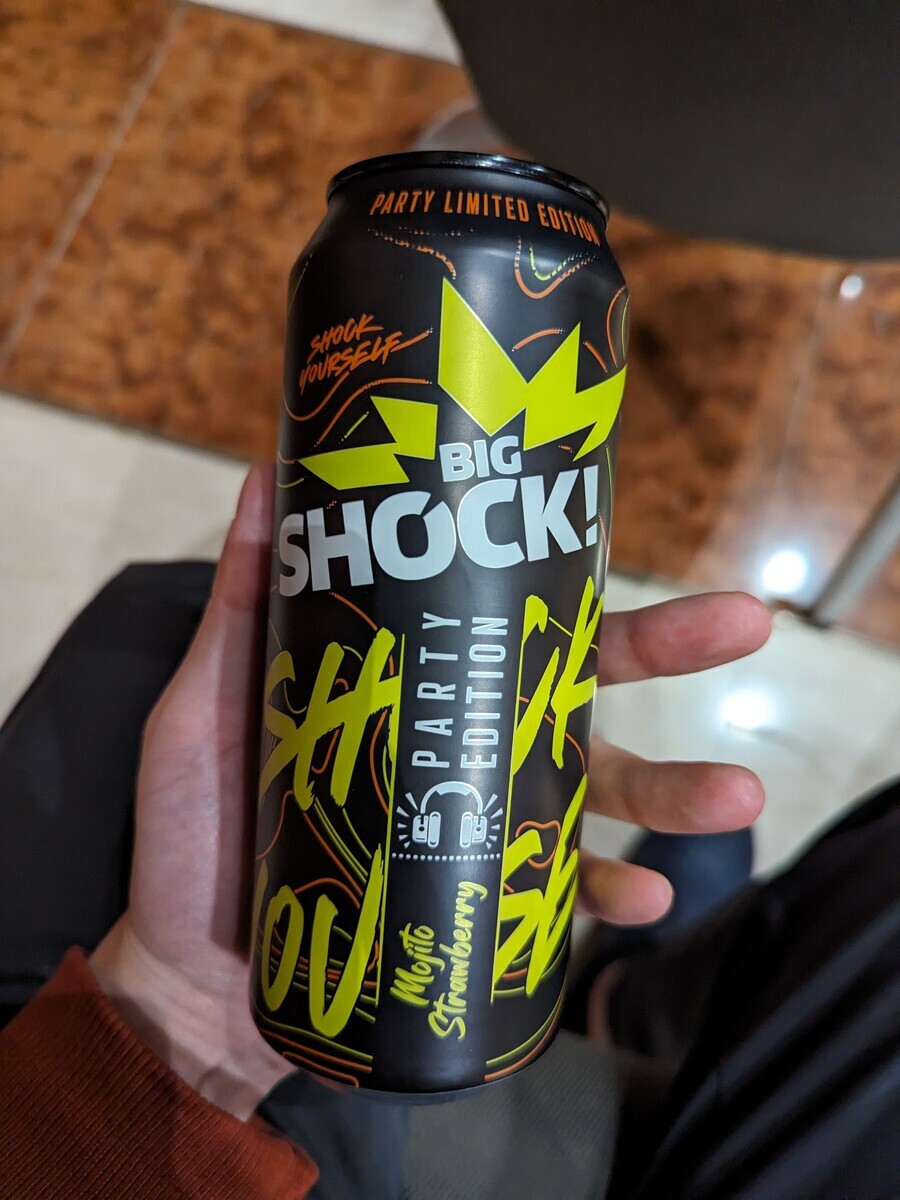 PARTY LIMITED EDITION
SHOCK
YOURSELF
BIG
SHOCK!
PARTY
EDITION
Mojito
Strawberry